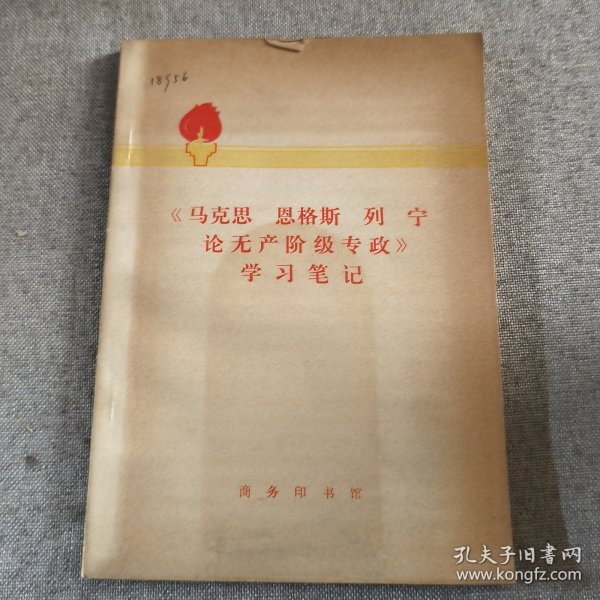 18956
《马克思 恩格斯 列 宁
论无产阶级专政》
学习笔记
商务印书馆
孔夫子旧书网
www.kongfz.com